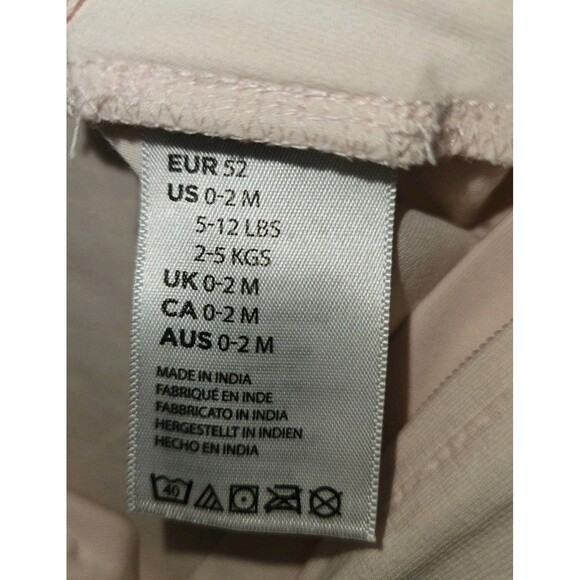 EUR 52
US 0-2 M
5-12 LBS
2-5 KGS
UK 0-2 M
CA 0-2 M
AUS 0-2 M
MADE IN INDIA
FABRIQUÉ EN INDE
FABBRICATO IN INDIA
HERGESTELLT IN INDIEN
HECHO EN INDIA
40